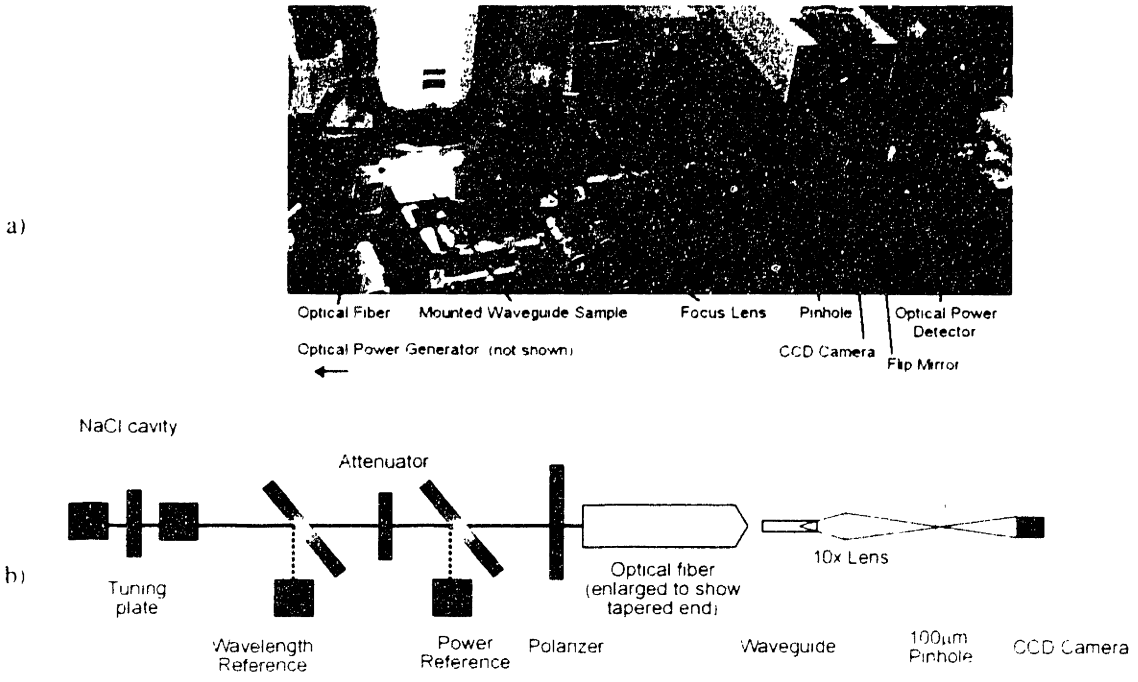 a)
Optical Fiber Mounted Waveguide Sample Focus Lens Pinhole Optical Power
Detector
Optical Power Generator (not shown)
CCD Camera
Flip Mirror
NaCl cavity
Attenuator
b)
Tuning
plate
Optical fiber
(enlarged to show
tapered end)
10x Lens
Wavelength
Reference
Power
Reference
Polarizer
Waveguide
100µm
Pinhole
CCD Camera